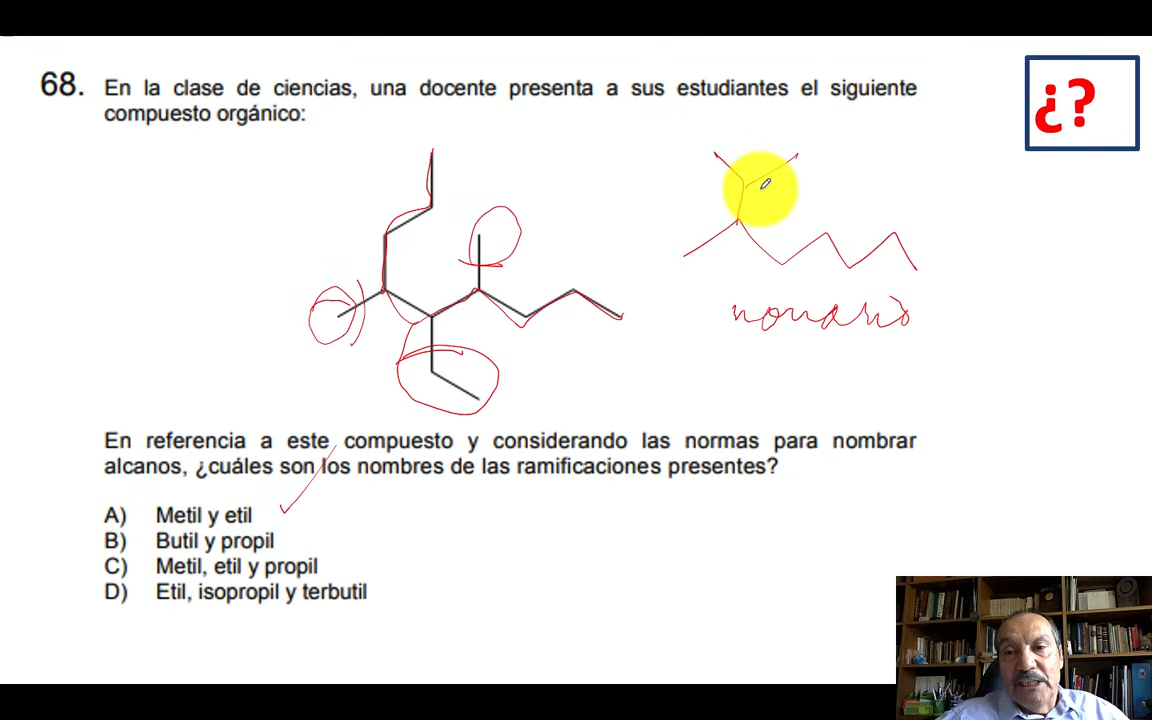 68. En la clase de ciencias, una docente presenta a sus estudiantes el siguiente
compuesto orgánico:
¿?
nonano
En referencia a este compuesto y considerando las normas para nombrar
alcanos, ¿cuáles son los nombres de las ramificaciones presentes?
A) Metil y etil
B) Butil y propil
C) Metil, etil y propil
D) Etil, isopropil y terbutil